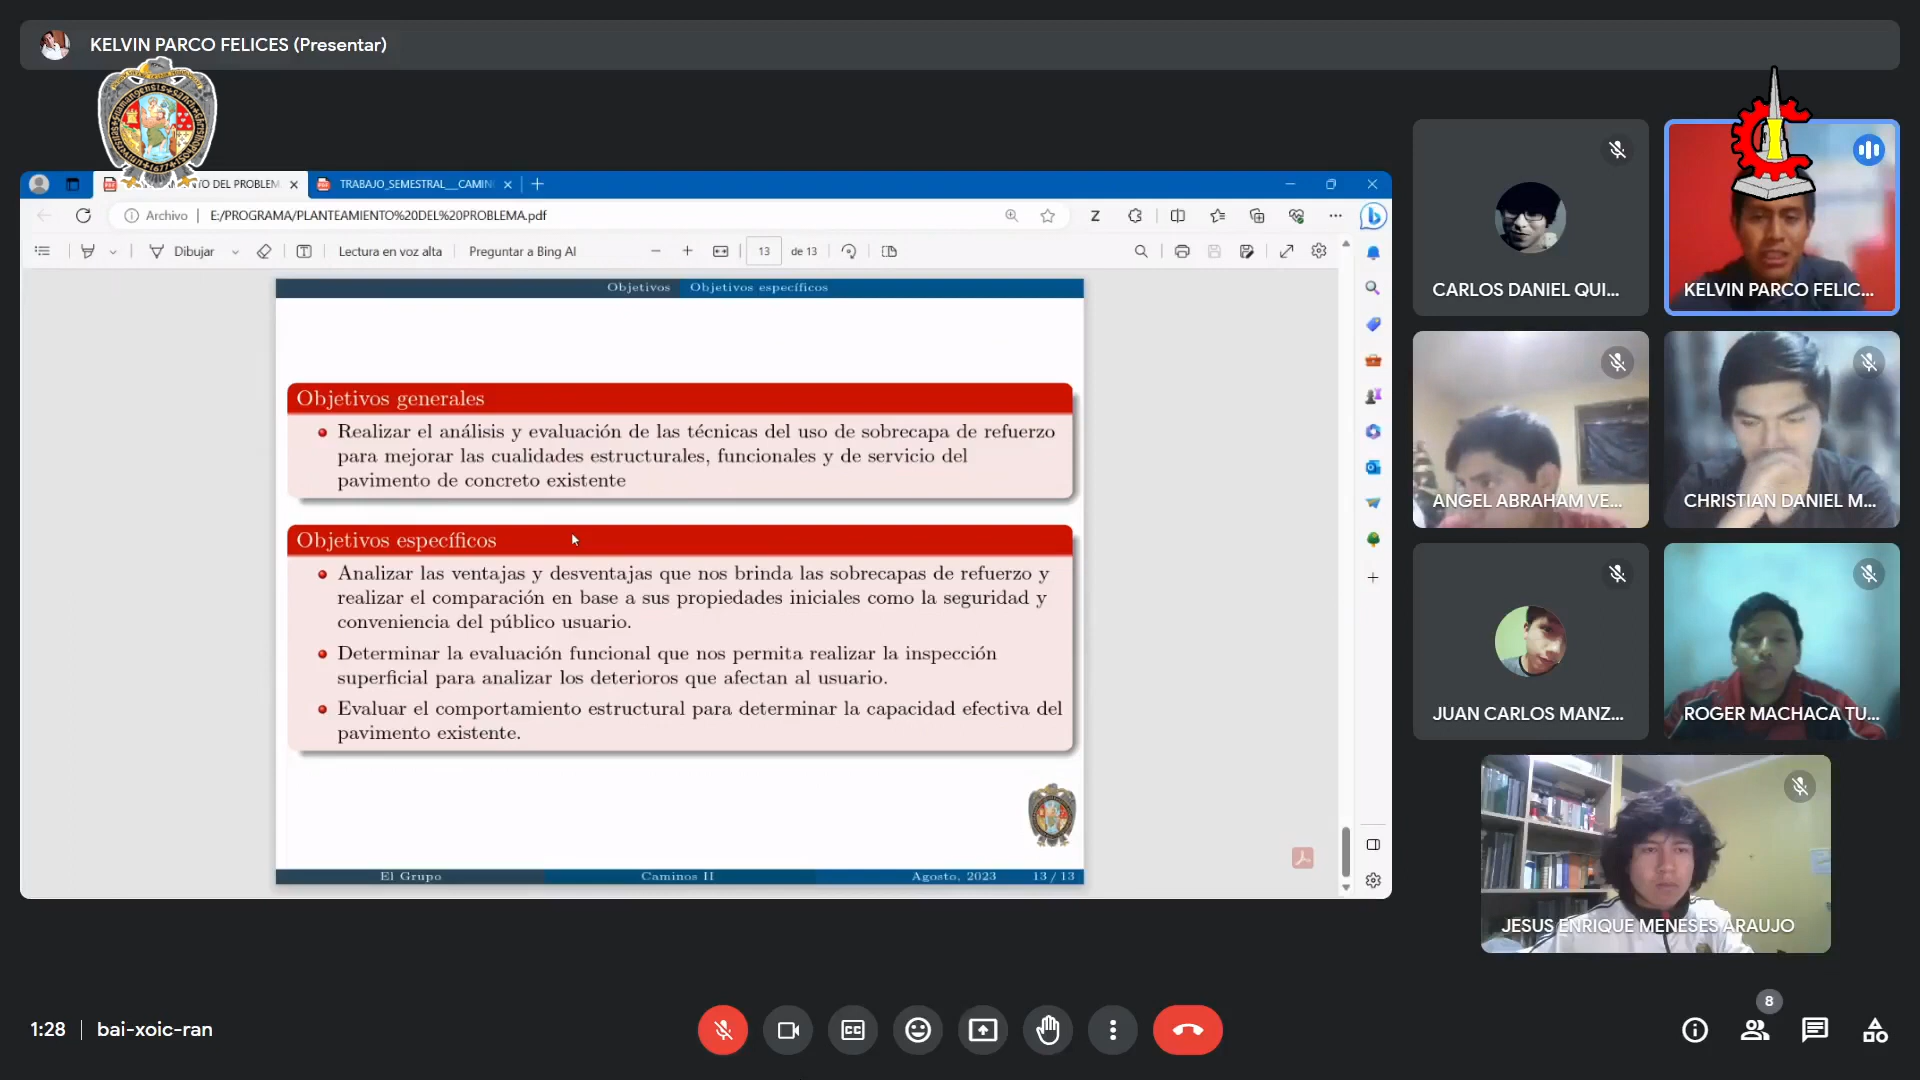 KELVIN PARCO FELICES (Presentar)
TO DEL PROBLEM
TRABAJO_SEMESTRAL__CAMIN
Archivo
E:/PROGRAMA/PLANTEAMIENTO%20DEL%20PROBLEMA.pdf
Dibujar
Lectura en voz alta
Preguntar a Bing AI
13
de 13
Objetivos
Objetivos específicos
Objetivos generales
Realizar el análisis y evaluación de las técnicas del uso de sobrecapa de refuerzo
para mejorar las cualidades estructurales, funcionales y de servicio del
pavimento de concreto existente
Objetivos específicos
Analizar las ventajas y desventajas que nos brinda las sobrecapas de refuerzo y
realizar el comparación en base a sus propiedades iniciales como la seguridad y
conveniencia del público usuario.
Determinar la evaluación funcional que nos permita realizar la inspección
superficial para analizar los deterioros que afectan al usuario.
Evaluar el comportamiento estructural para determinar la capacidad efectiva del
pavimento existente.
El Grupo
Caminos II
Agosto, 2023
13 / 13
CARLOS DANIEL QUI...
KELVIN PARCO FELIC...
ANGEL ABRAHAM VE...
CHRISTIAN DANIEL M...
JUAN CARLOS MANZ...
ROGER MACHACA TU...
JESUS ENRIQUE MENESES ARAUJO
1:28
bai-xoic-ran
8